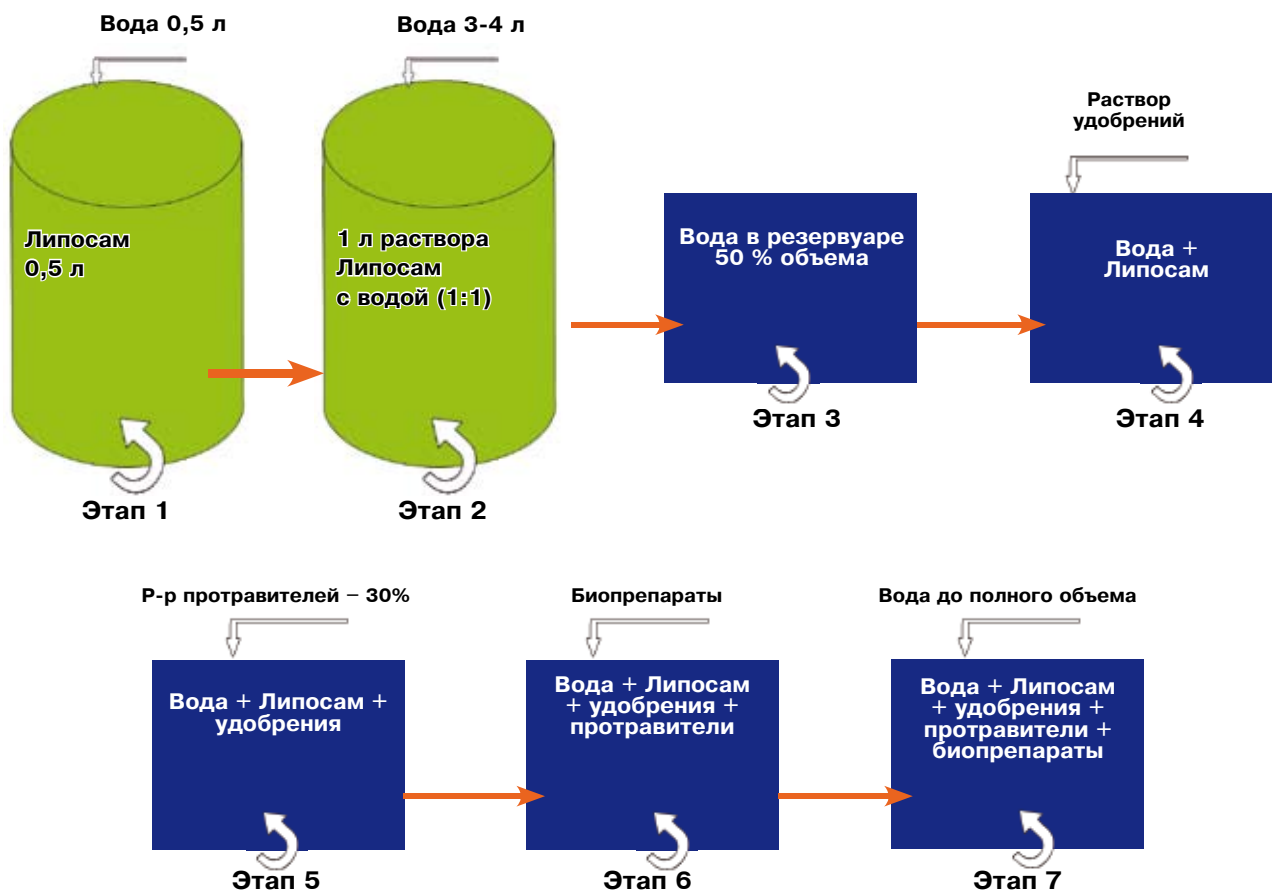 Вода 0,5 л
Липосам
0,5 л
Этап 1
Вода 3-4 л
1 л раствора
Липосам
с водой (1:1)
Этап 2
Вода в резервуаре
50 % объема
Этап 3
Раствор
удобрений
Вода +
Липосам
Этап 4
Р-р протравителей – 30%
Вода + Липосам +
удобрения
Этап 5
Биопрепараты
Вода + Липосам
+ удобрения +
протравители
Этап 6
Вода до полного объема
Вода + Липосам
+ удобрения +
протравители +
биопрепараты
Этап 7